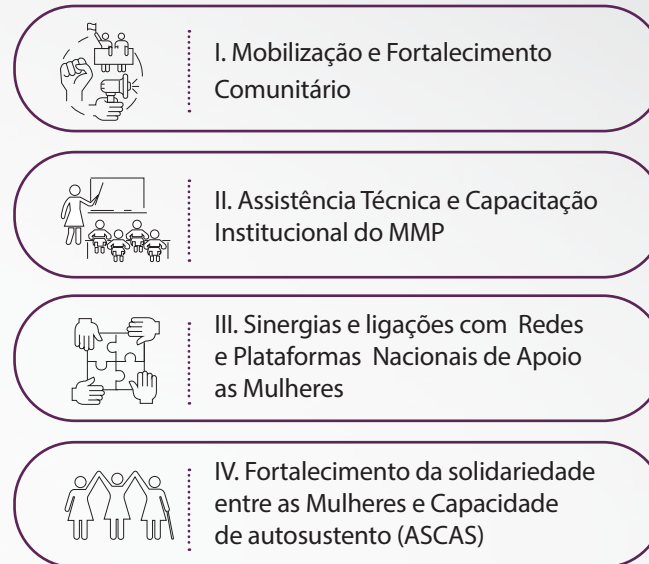 I. Mobilização e Fortalecimento
Comunitário
II. Assistência Técnica e Capacitação
Institucional do MMP
III. Sinergias e ligações com Redes
e Plataformas Nacionais de Apoio
as Mulheres
IV. Fortalecimento da solidariedade
entre as Mulheres e Capacidade
de autosustento (ASCAS)